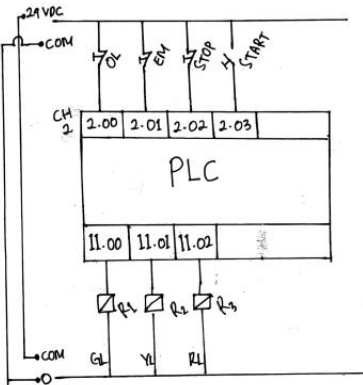 24 VDC
COM
OL EM STOP START
CH 2
2.00 2.01 2.02 2.03
PLC
11.00 11.01 11.02
R1 R2 R3
COM GL YL RL
O